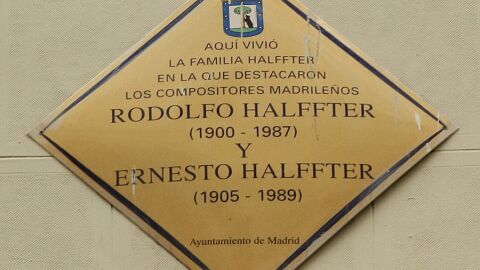 AQUÍ VIVIÓ
LA FAMILIA HALFFTER
EN LA QUE DESTACARON
LOS COMPOSITORES MADRILEÑOS
RODOLFO HALFFTER
(1900 - 1987)
Y
ERNESTO HALFFTER
(1905 - 1989)
Ayuntamiento de Madrid